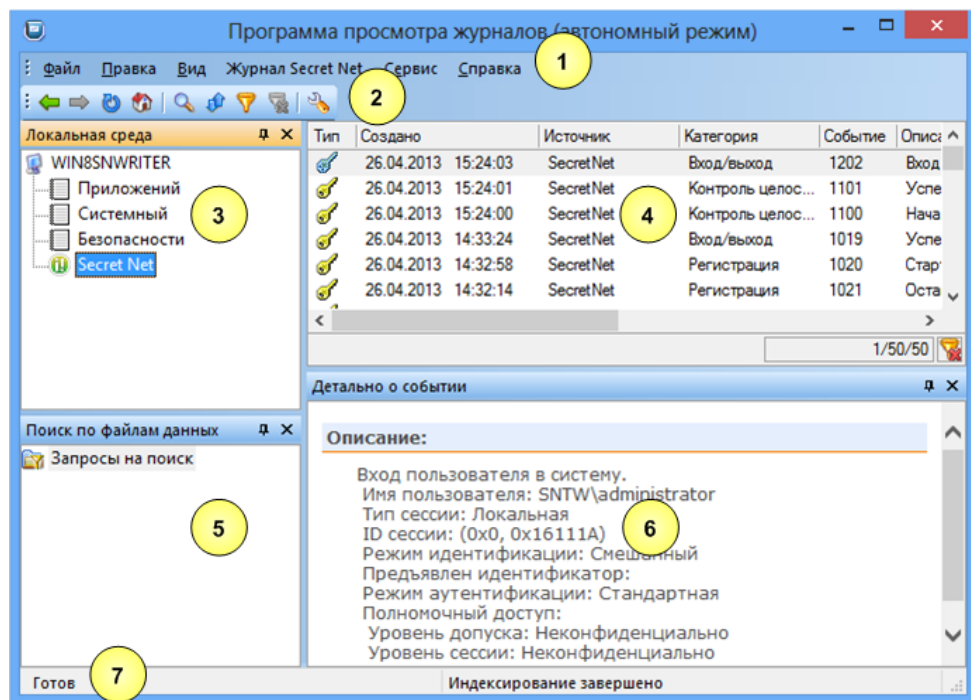 Программа просмотра журналов (автономный режим)
Файл Правка Вид Журнал Secret Net Сервис Справка
1
2
Локальная среда
WIN8SNWRITER
Приложений
Системный
Безопасности
Secret Net
3
Тип Создано Источник Категория Событие Описа
26.04.2013 15:24:03 SecretNet Вход/выход 1202 Вход
26.04.2013 15:24:01 SecretNet Контроль целос... 1101 Успе
26.04.2013 15:24:00 SecretNet Контроль целос... 1100 Нача
26.04.2013 14:33:24 SecretNet Вход/выход 1019 Успе
26.04.2013 14:32:58 SecretNet Регистрация 1020 Стар
26.04.2013 14:32:14 SecretNet Регистрация 1021 Оста
4
1/50/50
Поиск по файлам данных
Запросы на поиск
5
Детально о событии
Описание:
Вход пользователя в систему.
Имя пользователя: SNTW\administrator
Тип сессии: Локальная
ID сессии: (0x0, 0x16111A)
Режим идентификации: Смешанный
Предъявлен идентификатор:
Режим аутентификации: Стандартная
Полномочный доступ:
Уровень допуска: Неконфиденциально
Уровень сессии: Неконфиденциально
6
7
Готов
Индексирование завершено